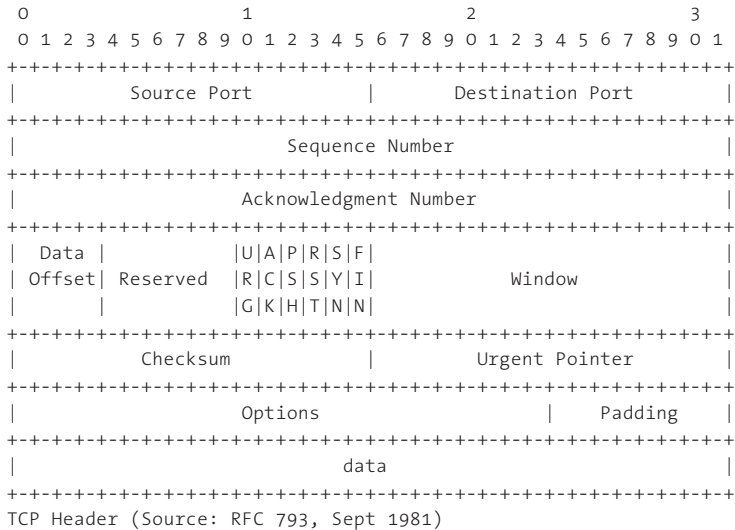 0                   1                   2                   3
0 1 2 3 4 5 6 7 8 9 0 1 2 3 4 5 6 7 8 9 0 1 2 3 4 5 6 7 8 9 0 1
+-+-+-+-+-+-+-+-+-+-+-+-+-+-+-+-+-+-+-+-+-+-+-+-+-+-+-+-+-+-+-+-+
|          Source Port          |       Destination Port        |
+-+-+-+-+-+-+-+-+-+-+-+-+-+-+-+-+-+-+-+-+-+-+-+-+-+-+-+-+-+-+-+-+
|                        Sequence Number                        |
+-+-+-+-+-+-+-+-+-+-+-+-+-+-+-+-+-+-+-+-+-+-+-+-+-+-+-+-+-+-+-+-+
|                    Acknowledgment Number                      |
+-+-+-+-+-+-+-+-+-+-+-+-+-+-+-+-+-+-+-+-+-+-+-+-+-+-+-+-+-+-+-+-+
|  Data |           |U|A|P|R|S|F|                               |
| Offset| Reserved  |R|C|S|S|Y|I|            Window             |
|       |           |G|K|H|T|N|N|                               |
+-+-+-+-+-+-+-+-+-+-+-+-+-+-+-+-+-+-+-+-+-+-+-+-+-+-+-+-+-+-+-+-+
|           Checksum            |         Urgent Pointer        |
+-+-+-+-+-+-+-+-+-+-+-+-+-+-+-+-+-+-+-+-+-+-+-+-+-+-+-+-+-+-+-+-+
|                    Options                    |    Padding    |
+-+-+-+-+-+-+-+-+-+-+-+-+-+-+-+-+-+-+-+-+-+-+-+-+-+-+-+-+-+-+-+-+
|                             data                              |
+-+-+-+-+-+-+-+-+-+-+-+-+-+-+-+-+-+-+-+-+-+-+-+-+-+-+-+-+-+-+-+-+
TCP Header (Source: RFC 793, Sept 1981)